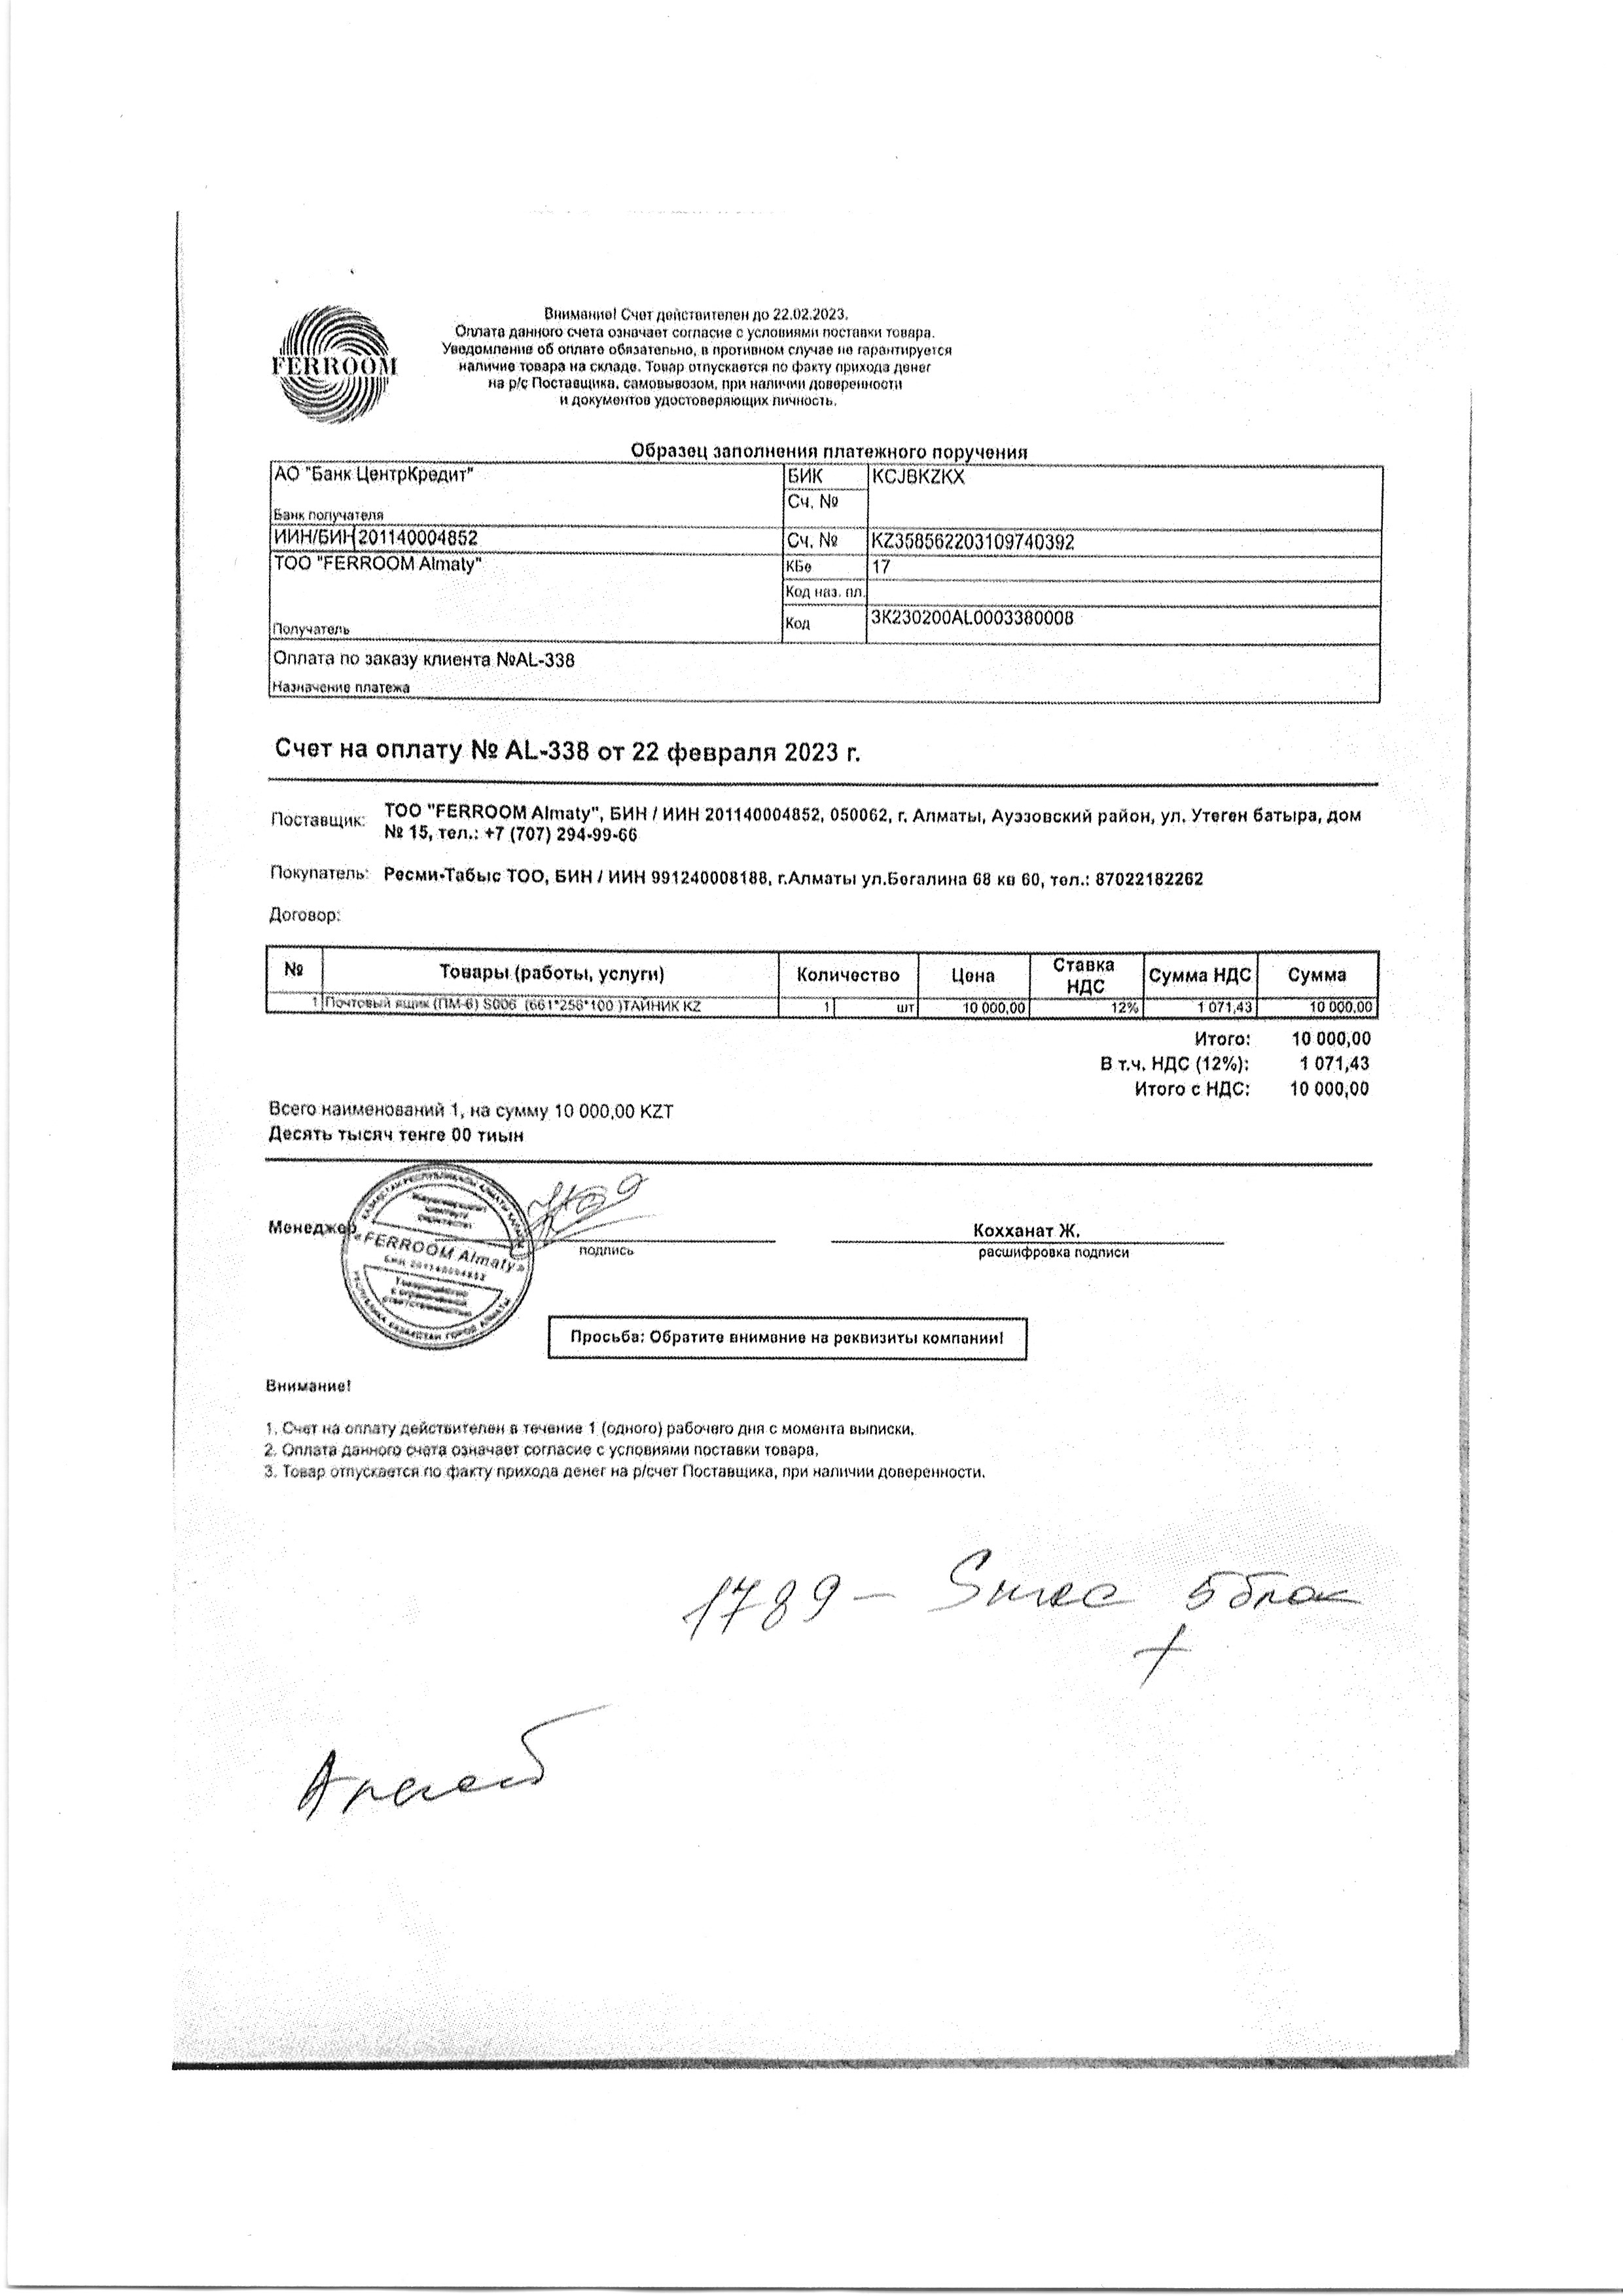 FERROOM
Внимание! Счет действителен до 22.02.2023.
Оплата данного счета означает согласие с условиями поставки товара.
Уведомление об оплате обязательно, в противном случае не гарантируется
наличие товара на складе. Товар отпускается по факту прихода денег
на р/с Поставщика, самовывозом, при наличии доверенности
и документов удостоверяющих личность.
Образец заполнения платежного поручения
АО "Банк ЦентрКредит" БИК KCJBKZKX
Сч. №
Банк получателя
ИИН/БИН 201140004852 Сч. № KZ358562203109740392
ТОО "FERROOM Almaty" КБе 17
Код наз. пл.
Получатель Код ЗК230200AL0003380008
Оплата по заказу клиента №AL-338
Назначение платежа
Счет на оплату № AL-338 от 22 февраля 2023 г.
Поставщик: ТОО "FERROOM Almaty", БИН / ИИН 201140004852, 050062, г. Алматы, Ауэзовский район, ул. Утеген батыра, дом
№ 15, тел.: +7 (707) 294-99-66
Покупатель: Ресми-Табыс ТОО, БИН / ИИН 991240008188, г.Алматы ул.Богалина 68 кв 60, тел.: 87022182262
Договор:
№ Товары (работы, услуги) Количество Цена Ставка НДС Сумма НДС Сумма
1 Почтовый ящик (ПМ-6) S006 (661*256*100 )ТАЙНИК KZ 1 шт 10 000,00 12% 1 071,43 10 000,00
Итого: 10 000,00
В т.ч. НДС (12%): 1 071,43
Итого с НДС: 10 000,00
Всего наименований 1, на сумму 10 000,00 KZT
Десять тысяч тенге 00 тиын
Менеджер Кохханат Ж.
подпись расшифровка подписи
«FERROOM Almaty»
БИН 201140004852
Товарищество
с ограниченной
ответственностью
РЕСПУБЛИКА КАЗАХСТАН ГОРОД АЛМАТЫ
Просьба: Обратите внимание на реквизиты компании!
Внимание!
1. Счет на оплату действителен в течение 1 (одного) рабочего дня с момента выписки.
2. Оплата данного счета означает согласие с условиями поставки товара.
3. Товар отпускается по факту прихода денег на р/счет Поставщика, при наличии доверенности.
1789 – 5 блок
+